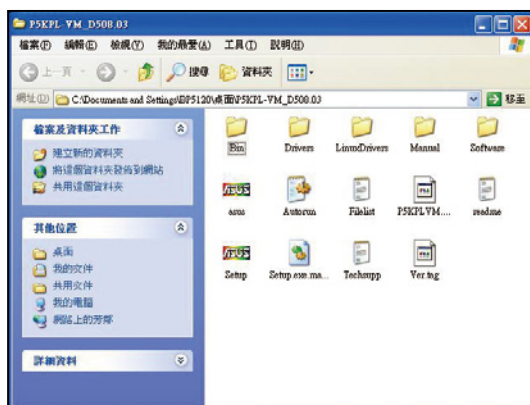 P5KPL-VM_D508.03
檔案(F) 編輯(E) 檢視(V) 我的最愛(A) 工具(T) 說明(H)
上一頁 搜尋 資料夾
網址(D) C:\Documents and Settings\EP5120\桌面\P5KPL-VM_D508.03 移至
檔案及資料夾工作
建立新的資料夾
將這個資料夾發佈到網站
共用這個資料夾
其他位置
桌面
我的文件
共用文件
我的電腦
網路上的芳鄰
詳細資料
Bin Drivers LinuxDrivers Manual Software
asus Autorun Filelist P5KPLVM.... readme
Setup Setup.exe.ma... Techsupp Ver.tag